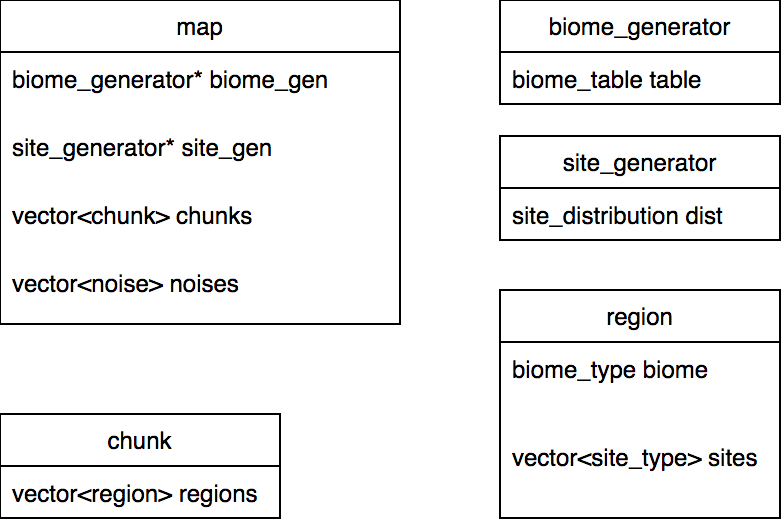 map
biome_generator* biome_gen
site_generator* site_gen
vector<chunk> chunks
vector<noise> noises
biome_generator
biome_table table
site_generator
site_distribution dist
region
biome_type biome
vector<site_type> sites
chunk
vector<region> regions